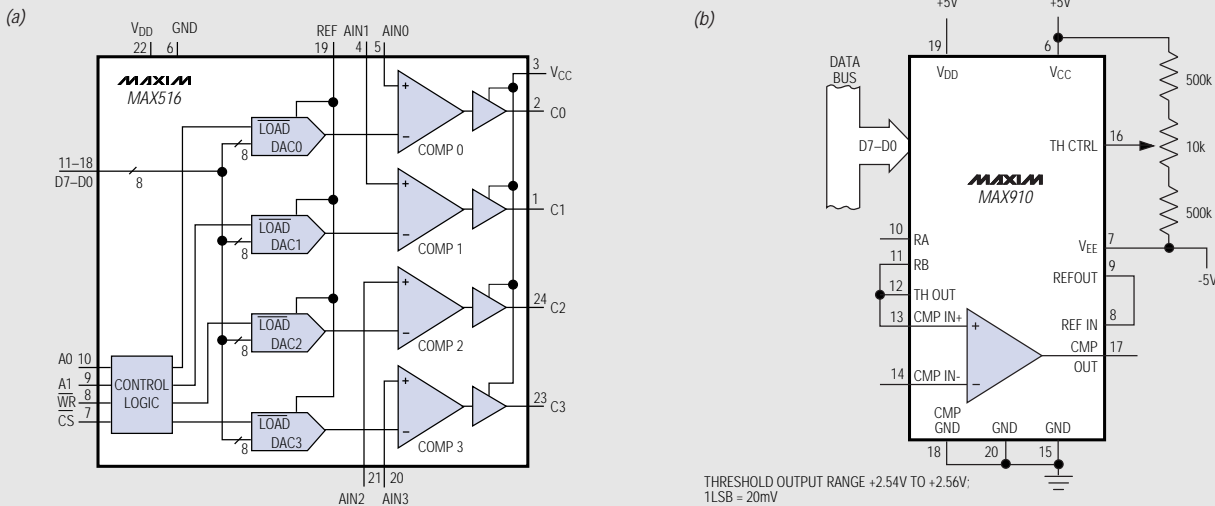 (a)
VDD
22
GND
6
REF
19
AIN1
4
AIN0
5
MAXIM
MAX516
3
VCC
2
C0
LOAD
DAC0
8
+
−
COMP 0
11–18
D7–D0
8
1
C1
LOAD
DAC1
8
+
−
COMP 1
24
C2
LOAD
DAC2
8
+
−
COMP 2
A0 10
A1 9
WR 8
CS 7
CONTROL
LOGIC
23
C3
LOAD
DAC3
8
+
−
COMP 3
21
20
AIN2
AIN3
(b)
+5V
+5V
19
6
VDD
VCC
DATA
BUS
D7–D0
500k
10k
500k
TH CTRL
16
MAXIM
MAX910
10
RA
11
RB
12
TH OUT
13
CMP IN+
14
CMP IN-
+
−
VEE
7
-5V
REFOUT
9
REF IN
8
CMP
OUT
17
CMP
GND
GND
GND
18
20
15
THRESHOLD OUTPUT RANGE +2.54V TO +2.56V;
1LSB = 20mV